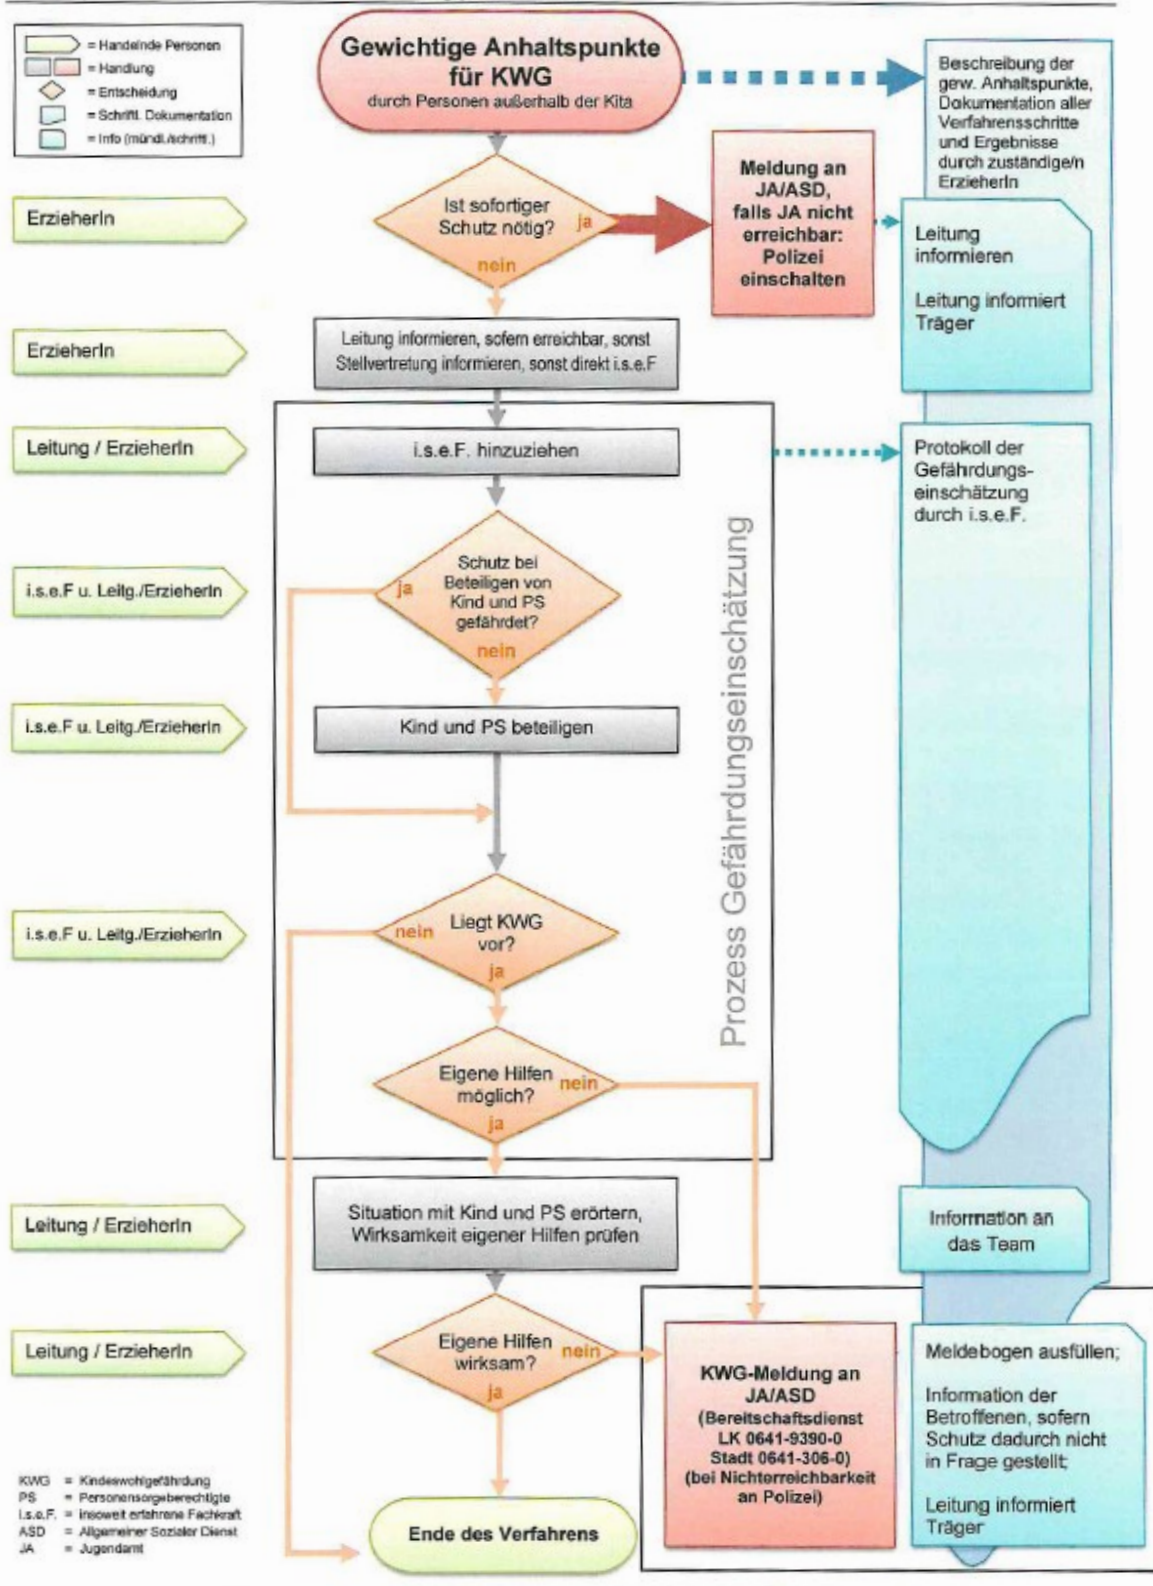 = Handelnde Personen
= Handlung
= Entscheidung
= Schriftl. Dokumentation
= Info (mündl./schriftl.)
Gewichtige Anhaltspunkte
für KWG
durch Personen außerhalb der Kita
Beschreibung der
gew. Anhaltspunkte,
Dokumentation aller
Verfahrensschritte
und Ergebnisse
durch zuständige/n
ErzieherIn
ErzieherIn
Ist sofortiger
Schutz nötig?
ja
nein
Meldung an
JA/ASD,
falls JA nicht
erreichbar:
Polizei
einschalten
Leitung
informieren
Leitung informiert
Träger
ErzieherIn
Leitung informieren, sofern erreichbar, sonst
Stellvertretung informieren, sonst direkt i.s.e.F
Leitung / ErzieherIn
i.s.e.F. hinzuziehen
Protokoll der
Gefährdungs-
einschätzung
durch i.s.e.F.
Prozess Gefährdungseinschätzung
i.s.e.F u. Leitg./ErzieherIn
Schutz bei
Beteiligen von
Kind und PS
gefährdet?
ja
nein
i.s.e.F u. Leitg./ErzieherIn
Kind und PS beteiligen
i.s.e.F u. Leitg./ErzieherIn
Liegt KWG
vor?
nein
ja
Eigene Hilfen
möglich?
nein
ja
Leitung / ErzieherIn
Situation mit Kind und PS erörtern,
Wirksamkeit eigener Hilfen prüfen
Information an
das Team
Leitung / ErzieherIn
Eigene Hilfen
wirksam?
nein
ja
KWG-Meldung an
JA/ASD
(Bereitschaftsdienst
LK 0641-9390-0
Stadt 0641-306-0)
(bei Nichterreichbarkeit
an Polizei)
Meldebogen ausfüllen;
Information der
Betroffenen, sofern
Schutz dadurch nicht
in Frage gestellt;
Leitung informiert
Träger
Ende des Verfahrens
KWG = Kindeswohlgefährdung
PS = Personensorgeberechtigte
i.s.e.F. = insoweit erfahrene Fachkraft
ASD = Allgemeiner Sozialer Dienst
JA = Jugendamt